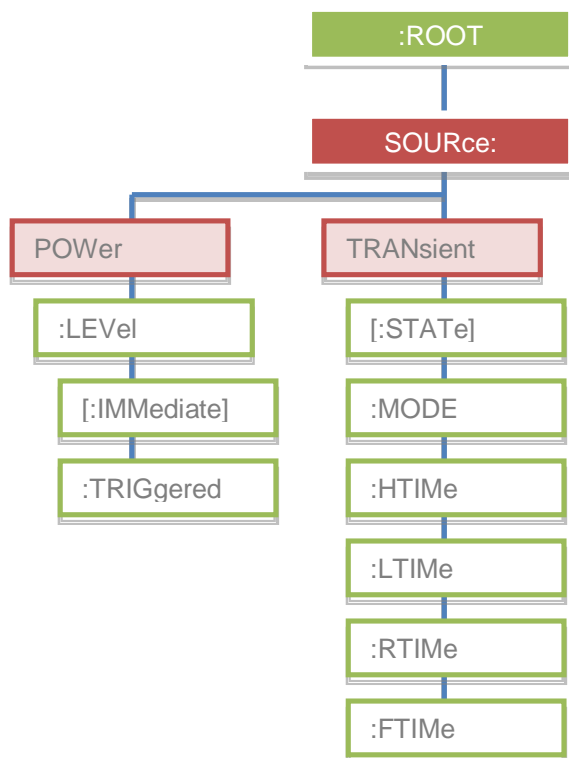 :ROOT
SOURce:
POWer
:LEVel
[:IMMediate]
:TRIGgered
TRANsient
[:STATe]
:MODE
:HTIMe
:LTIMe
:RTIMe
:FTIMe